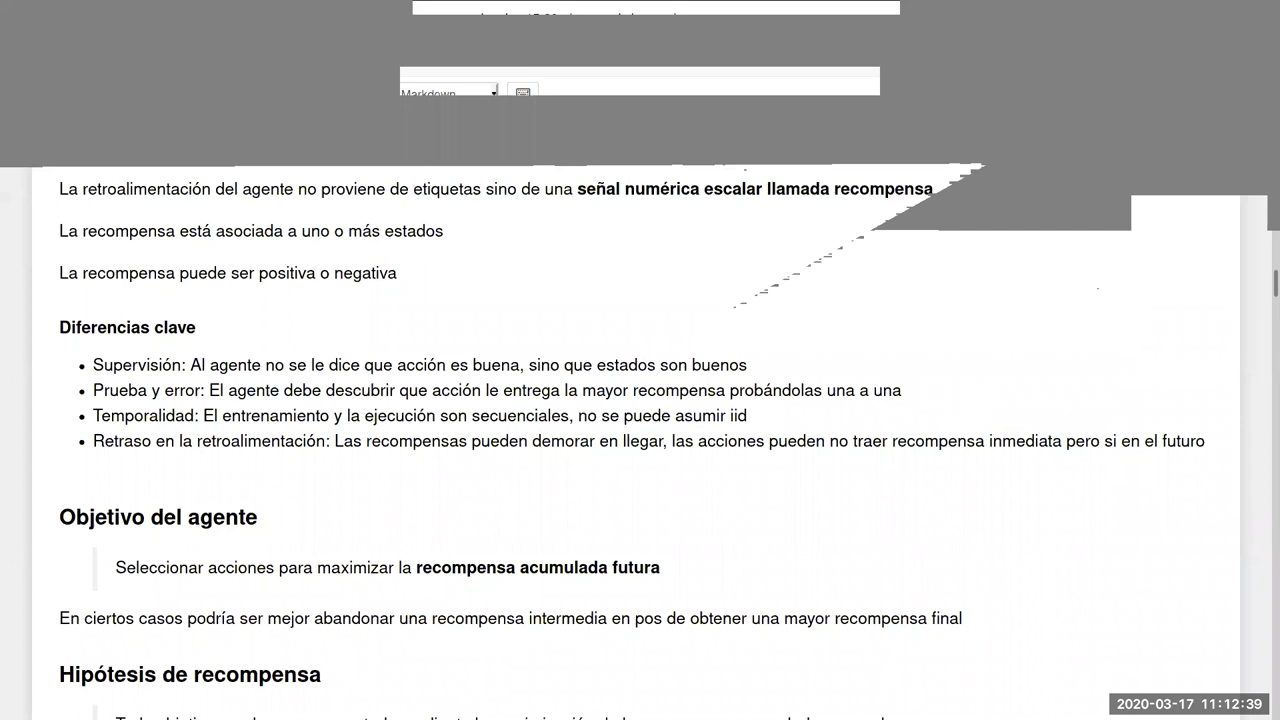 Markdown
La retroalimentación del agente no proviene de etiquetas sino de una señal numérica escalar llamada recompensa
La recompensa está asociada a uno o más estados
La recompensa puede ser positiva o negativa
Diferencias clave
• Supervisión: Al agente no se le dice que acción es buena, sino que estados son buenos
• Prueba y error: El agente debe descubrir que acción le entrega la mayor recompensa probándolas una a una
• Temporalidad: El entrenamiento y la ejecución son secuenciales, no se puede asumir iid
• Retraso en la retroalimentación: Las recompensas pueden demorar en llegar, las acciones pueden no traer recompensa inmediata pero si en el futuro
Objetivo del agente
Seleccionar acciones para maximizar la recompensa acumulada futura
En ciertos casos podría ser mejor abandonar una recompensa intermedia en pos de obtener una mayor recompensa final
Hipótesis de recompensa
2020-03-17 11:12:39